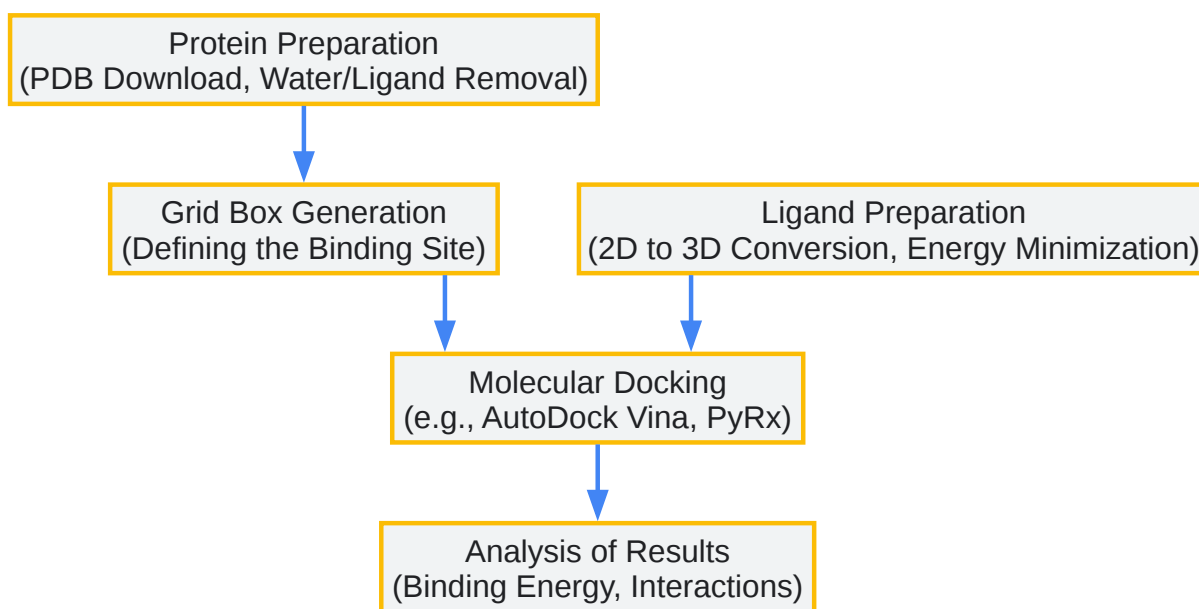 Protein Preparation
(PDB Download, Water/Ligand Removal)
Grid Box Generation
(Defining the Binding Site)
Ligand Preparation
(2D to 3D Conversion, Energy Minimization)
Molecular Docking
(e.g., AutoDock Vina, PyRx)
Analysis of Results
(Binding Energy, Interactions)